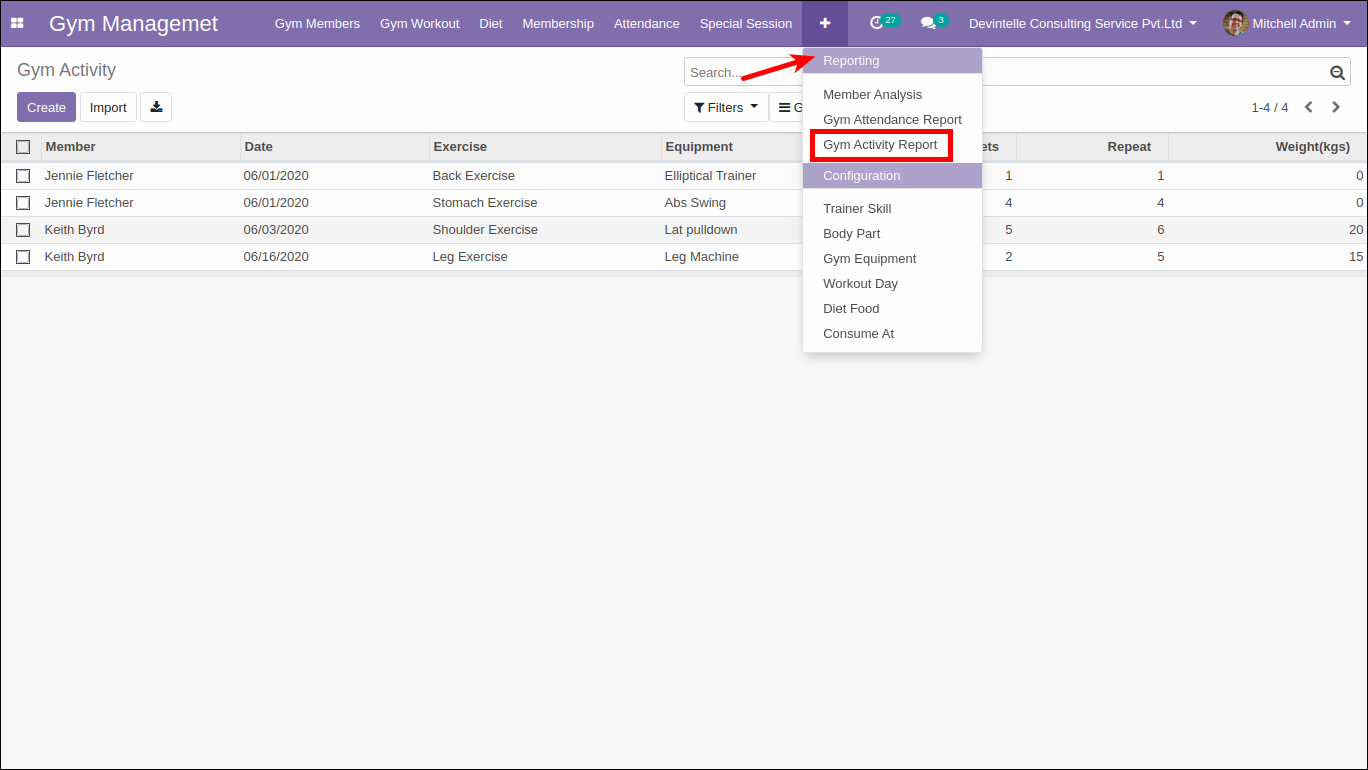 Gym Managemet
Gym Members Gym Workout Diet Membership Attendance Special Session 27 3 Devintelle Consulting Service Pvt.Ltd Mitchell Admin
Gym Activity
Search...
Reporting
Create Import
Filters G
1-4 / 4
Member Analysis
Gym Attendance Report
Gym Activity Report
Configuration
Trainer Skill
Body Part
Gym Equipment
Workout Day
Diet Food
Consume At
Member Date Exercise Equipment ets Repeat Weight(kgs)
Jennie Fletcher 06/01/2020 Back Exercise Elliptical Trainer 1 1 0
Jennie Fletcher 06/01/2020 Stomach Exercise Abs Swing 4 4 0
Keith Byrd 06/03/2020 Shoulder Exercise Lat pulldown 5 6 20
Keith Byrd 06/16/2020 Leg Exercise Leg Machine 2 5 15